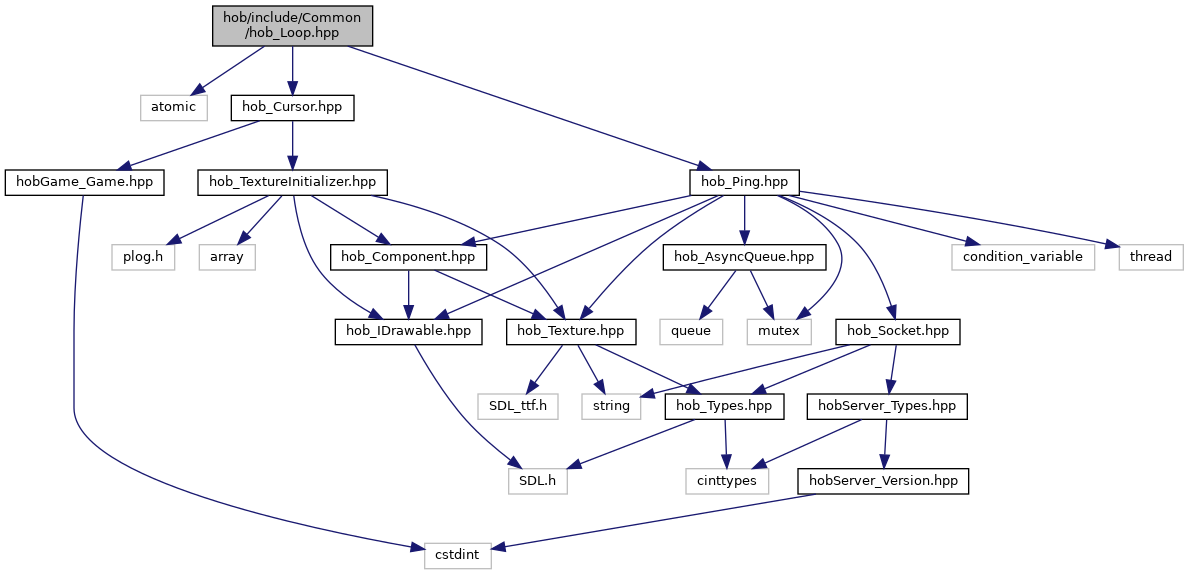 hob/include/Common
/hob_Loop.hpp
atomic
hob_Cursor.hpp
hobGame_Game.hpp
hob_TextureInitializer.hpp
hob_Ping.hpp
plog.h
array
hob_Component.hpp
hob_AsyncQueue.hpp
condition_variable
thread
hob_IDrawable.hpp
hob_Texture.hpp
queue
mutex
hob_Socket.hpp
SDL_ttf.h
string
hob_Types.hpp
hobServer_Types.hpp
SDL.h
cinttypes
hobServer_Version.hpp
cstdint